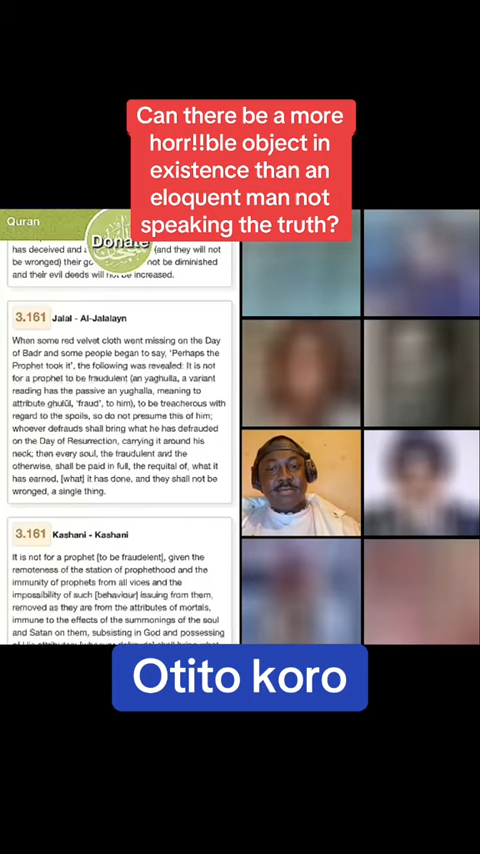 Can there be a more
horr!!ble object in
existence than an
eloquent man not
speaking the truth?
Quran
Donate
has deceived and (and they will not
be wronged) their not be diminished
and their evil deeds will not be increased.
3.161 Jalal - Al-Jalalayn
When some red velvet cloth went missing on the Day
of Badr and some people began to say, 'Perhaps the
Prophet took it', the following was revealed: It is not
for a prophet to be fraudulent (an yaghulla, a variant
reading has the passive an yughalla, meaning to
attribute ghulūl, 'fraud', to him), to be treacherous with
regard to the spoils, so do not presume this of him;
whoever defrauds shall bring what he has defrauded
on the Day of Resurrection, carrying it around his
neck; then every soul, the fraudulent and the
otherwise, shall be paid in full, the requital of, what it
has earned, [what] it has done, and they shall not be
wronged, a single thing.
3.161 Kashani - Kashani
It is not for a prophet [to be fraudelent], given the
remoteness of the station of prophethood and the
immunity of prophets from all vices and the
impossibility of such [behaviour] issuing from them,
removed as they are from the attributes of mortals,
immune to the effects of the summonings of the soul
and Satan on them, subsisting in God and possessing
Otito koro